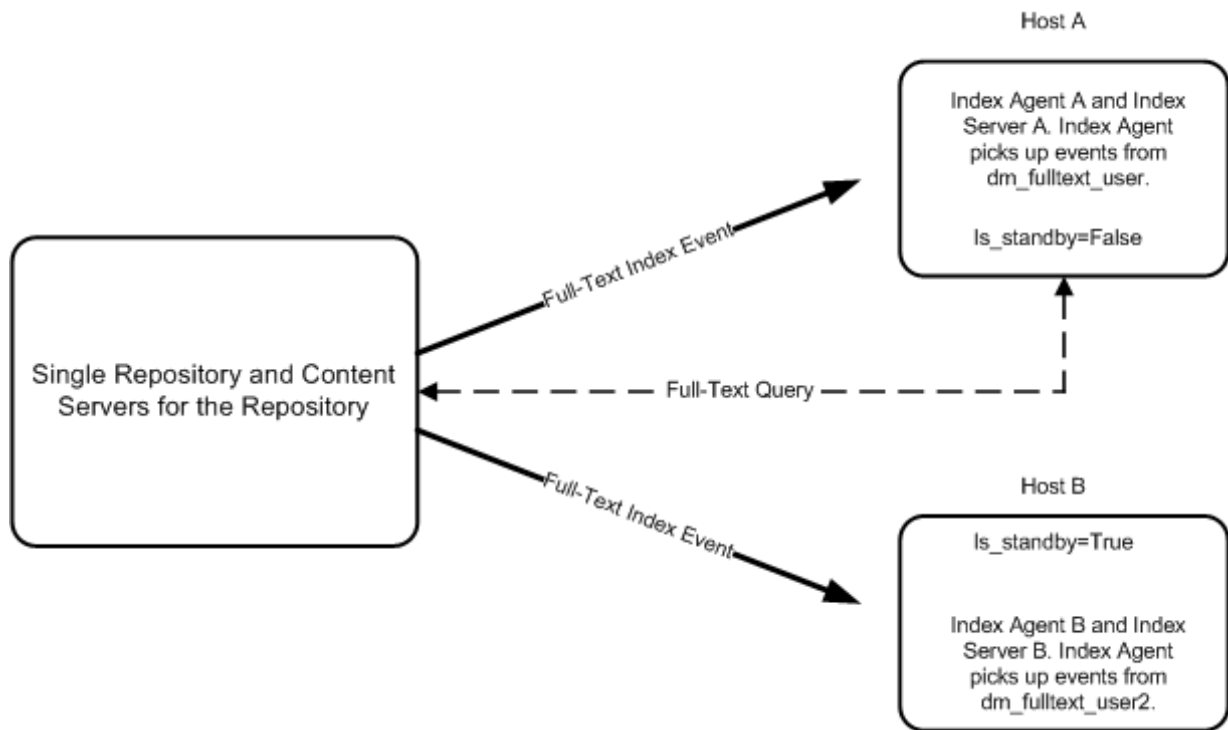 Host A
Index Agent A and Index
Server A. Index Agent
picks up events from
dm_fulltext_user.
Is_standby=False
Full-Text Index Event
Single Repository and Content
Servers for the Repository
Full-Text Query
Full-Text Index Event
Host B
Is_standby=True
Index Agent B and Index
Server B. Index Agent
picks up events from
dm_fulltext_user2.